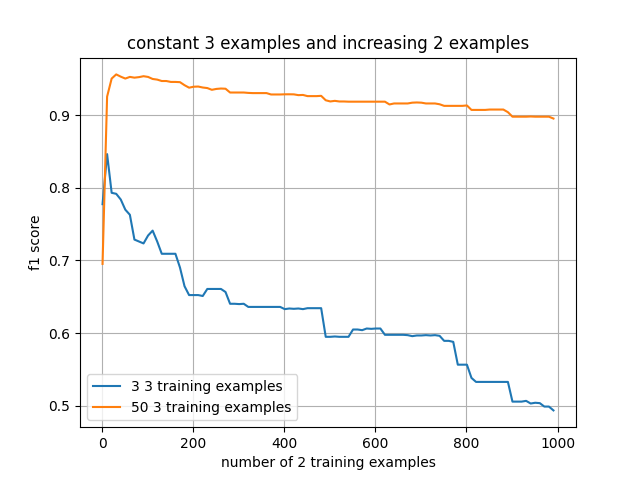 constant 3 examples and increasing 2 examples
f1 score
0.9
0.8
0.7
0.6
0.5
3 3 training examples
50 3 training examples
0 200 400 600 800 1000
number of 2 training examples